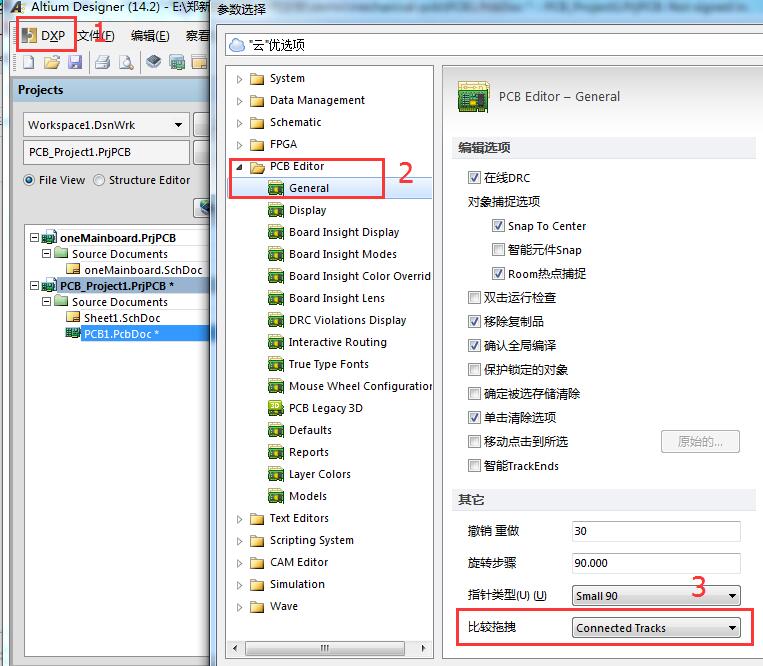 Altium Designer (14.2) - E:\郑新
1
DXP 文件(F) 编辑(E) 察看
Projects
Workspace1.DsnWrk
PCB_Project1.PrjPCB
File View Structure Editor
oneMainboard.PrjPCB
Source Documents
oneMainboard.SchDoc
PCB_Project1.PrjPCB *
Source Documents
Sheet1.SchDoc
PCB1.PcbDoc *
参数选择
"云"优选项
System
Data Management
Schematic
FPGA
PCB Editor
2
General
Display
Board Insight Display
Board Insight Modes
Board Insight Color Overrid
Board Insight Lens
DRC Violations Display
Interactive Routing
True Type Fonts
Mouse Wheel Configuration
PCB Legacy 3D
Defaults
Reports
Layer Colors
Models
Text Editors
Scripting System
CAM Editor
Simulation
Wave
PCB Editor – General
编辑选项
在线DRC
对象捕捉选项
Snap To Center
智能元件Snap
Room热点捕捉
双击运行检查
移除复制品
确认全局编译
保护锁定的对象
确定被选存储清除
单击清除选项
移动点击到所选
原始的...
智能TrackEnds
其它
撤销 重做 30
旋转步骤 90.000
指针类型(U) (U) Small 90
3
比较拖拽 Connected Tracks